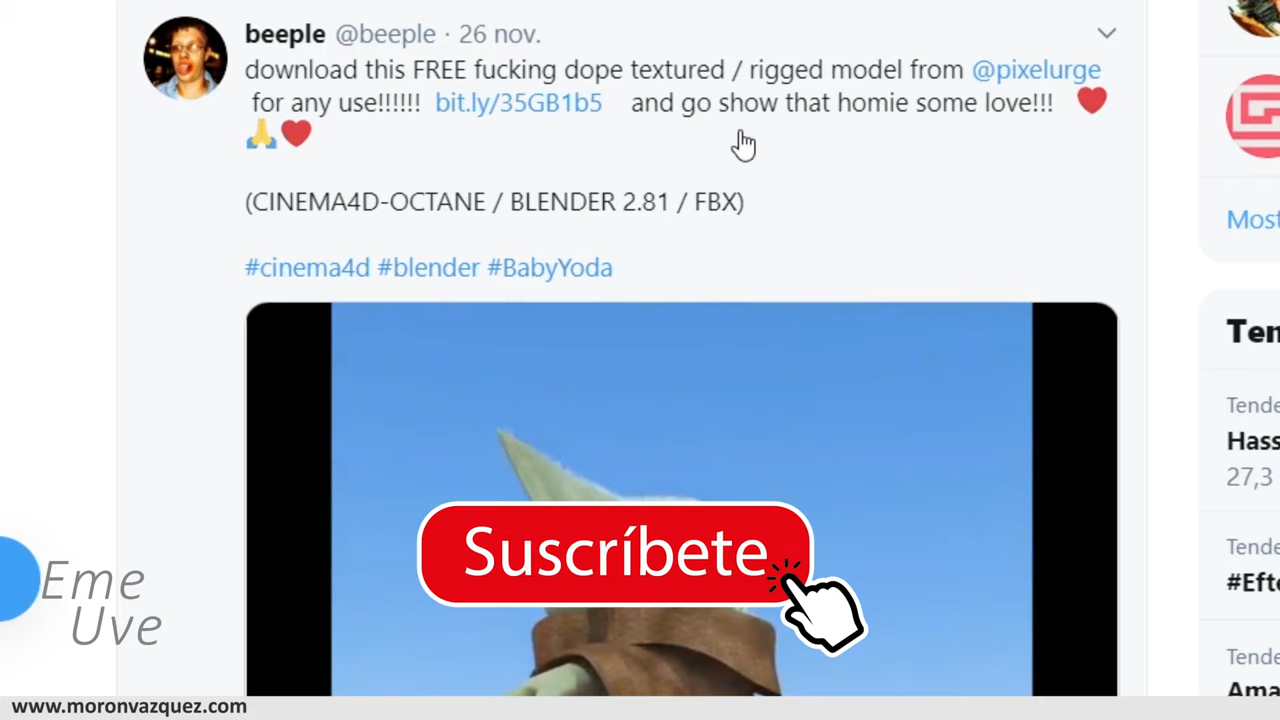 beeple @beeple · 26 nov.
download this FREE fucking dope textured / rigged model from @pixelurge
for any use!!!!!! bit.ly/35GB1b5 and go show that homie some love!!! ❤️
🙏❤️
(CINEMA4D-OCTANE / BLENDER 2.81 / FBX)
#cinema4d #blender #BabyYoda
Most
Ten
Tende
Hass
27,3
Tende
#Efte
Tende
Ama
Suscríbete
Eme
Uve
www.moronvazquez.com